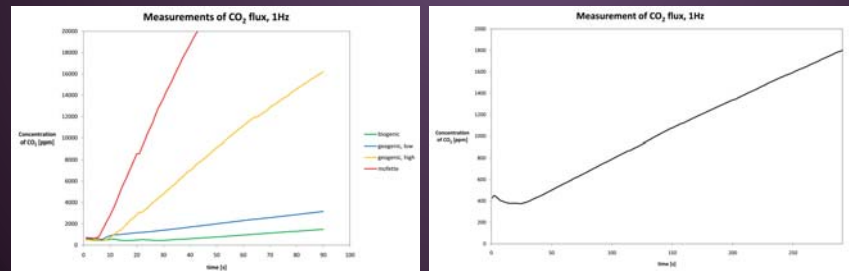 Measurements of CO₂ flux, 1Hz
20000
18000
16000
14000
12000
10000
8000
6000
4000
2000
0
Concentration
of CO₂ [ppm]
0 10 20 30 40 50 60 70 80 90 100
time [s]
biogenic
geogenic, low
geogenic, high
mofette
Measurement of CO₂ flux, 1Hz
2000
1800
1600
1400
1200
1000
800
600
400
200
0
Concentration
of CO₂ [ppm]
0 50 100 150 200 250
time [s]